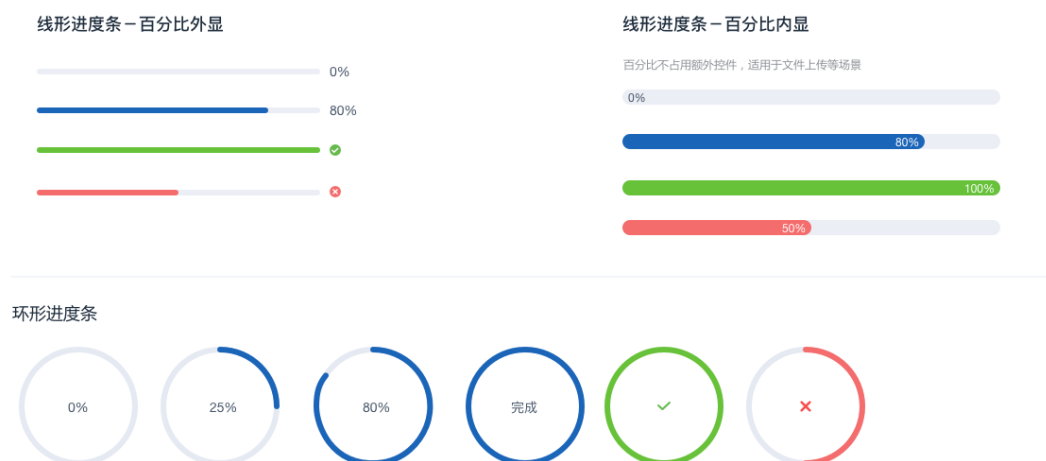 线形进度条－百分比外显
0%
80%
线形进度条－百分比内显
百分比不占用额外控件，适用于文件上传等场景
0%
80%
100%
50%
环形进度条
0%
25%
80%
完成